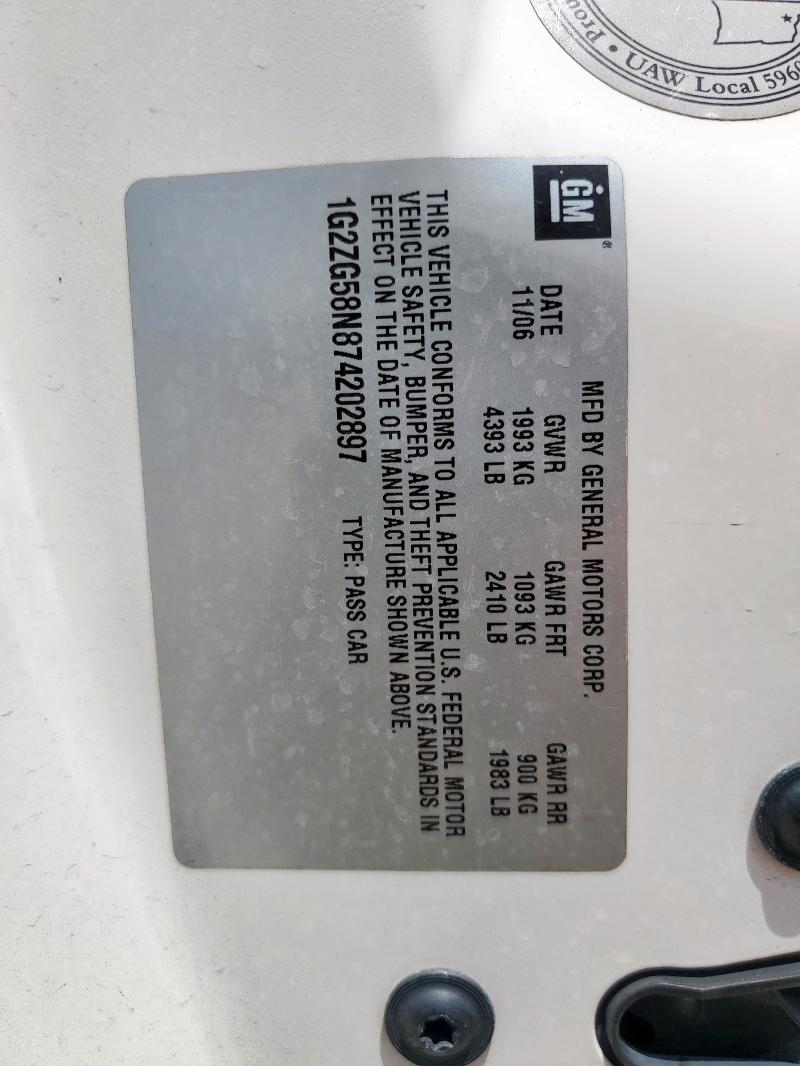 Prou
• UAW Local 5960
GM
MFD BY GENERAL MOTORS CORP.
DATE GVWR GAWR FRT GAWR RR
11/06 1993 KG 1093 KG 900 KG
4393 LB 2410 LB 1983 LB
THIS VEHICLE CONFORMS TO ALL APPLICABLE U.S. FEDERAL MOTOR
VEHICLE SAFETY, BUMPER, AND THEFT PREVENTION STANDARDS IN
EFFECT ON THE DATE OF MANUFACTURE SHOWN ABOVE.
1G2ZG58N874202897 TYPE: PASS CAR